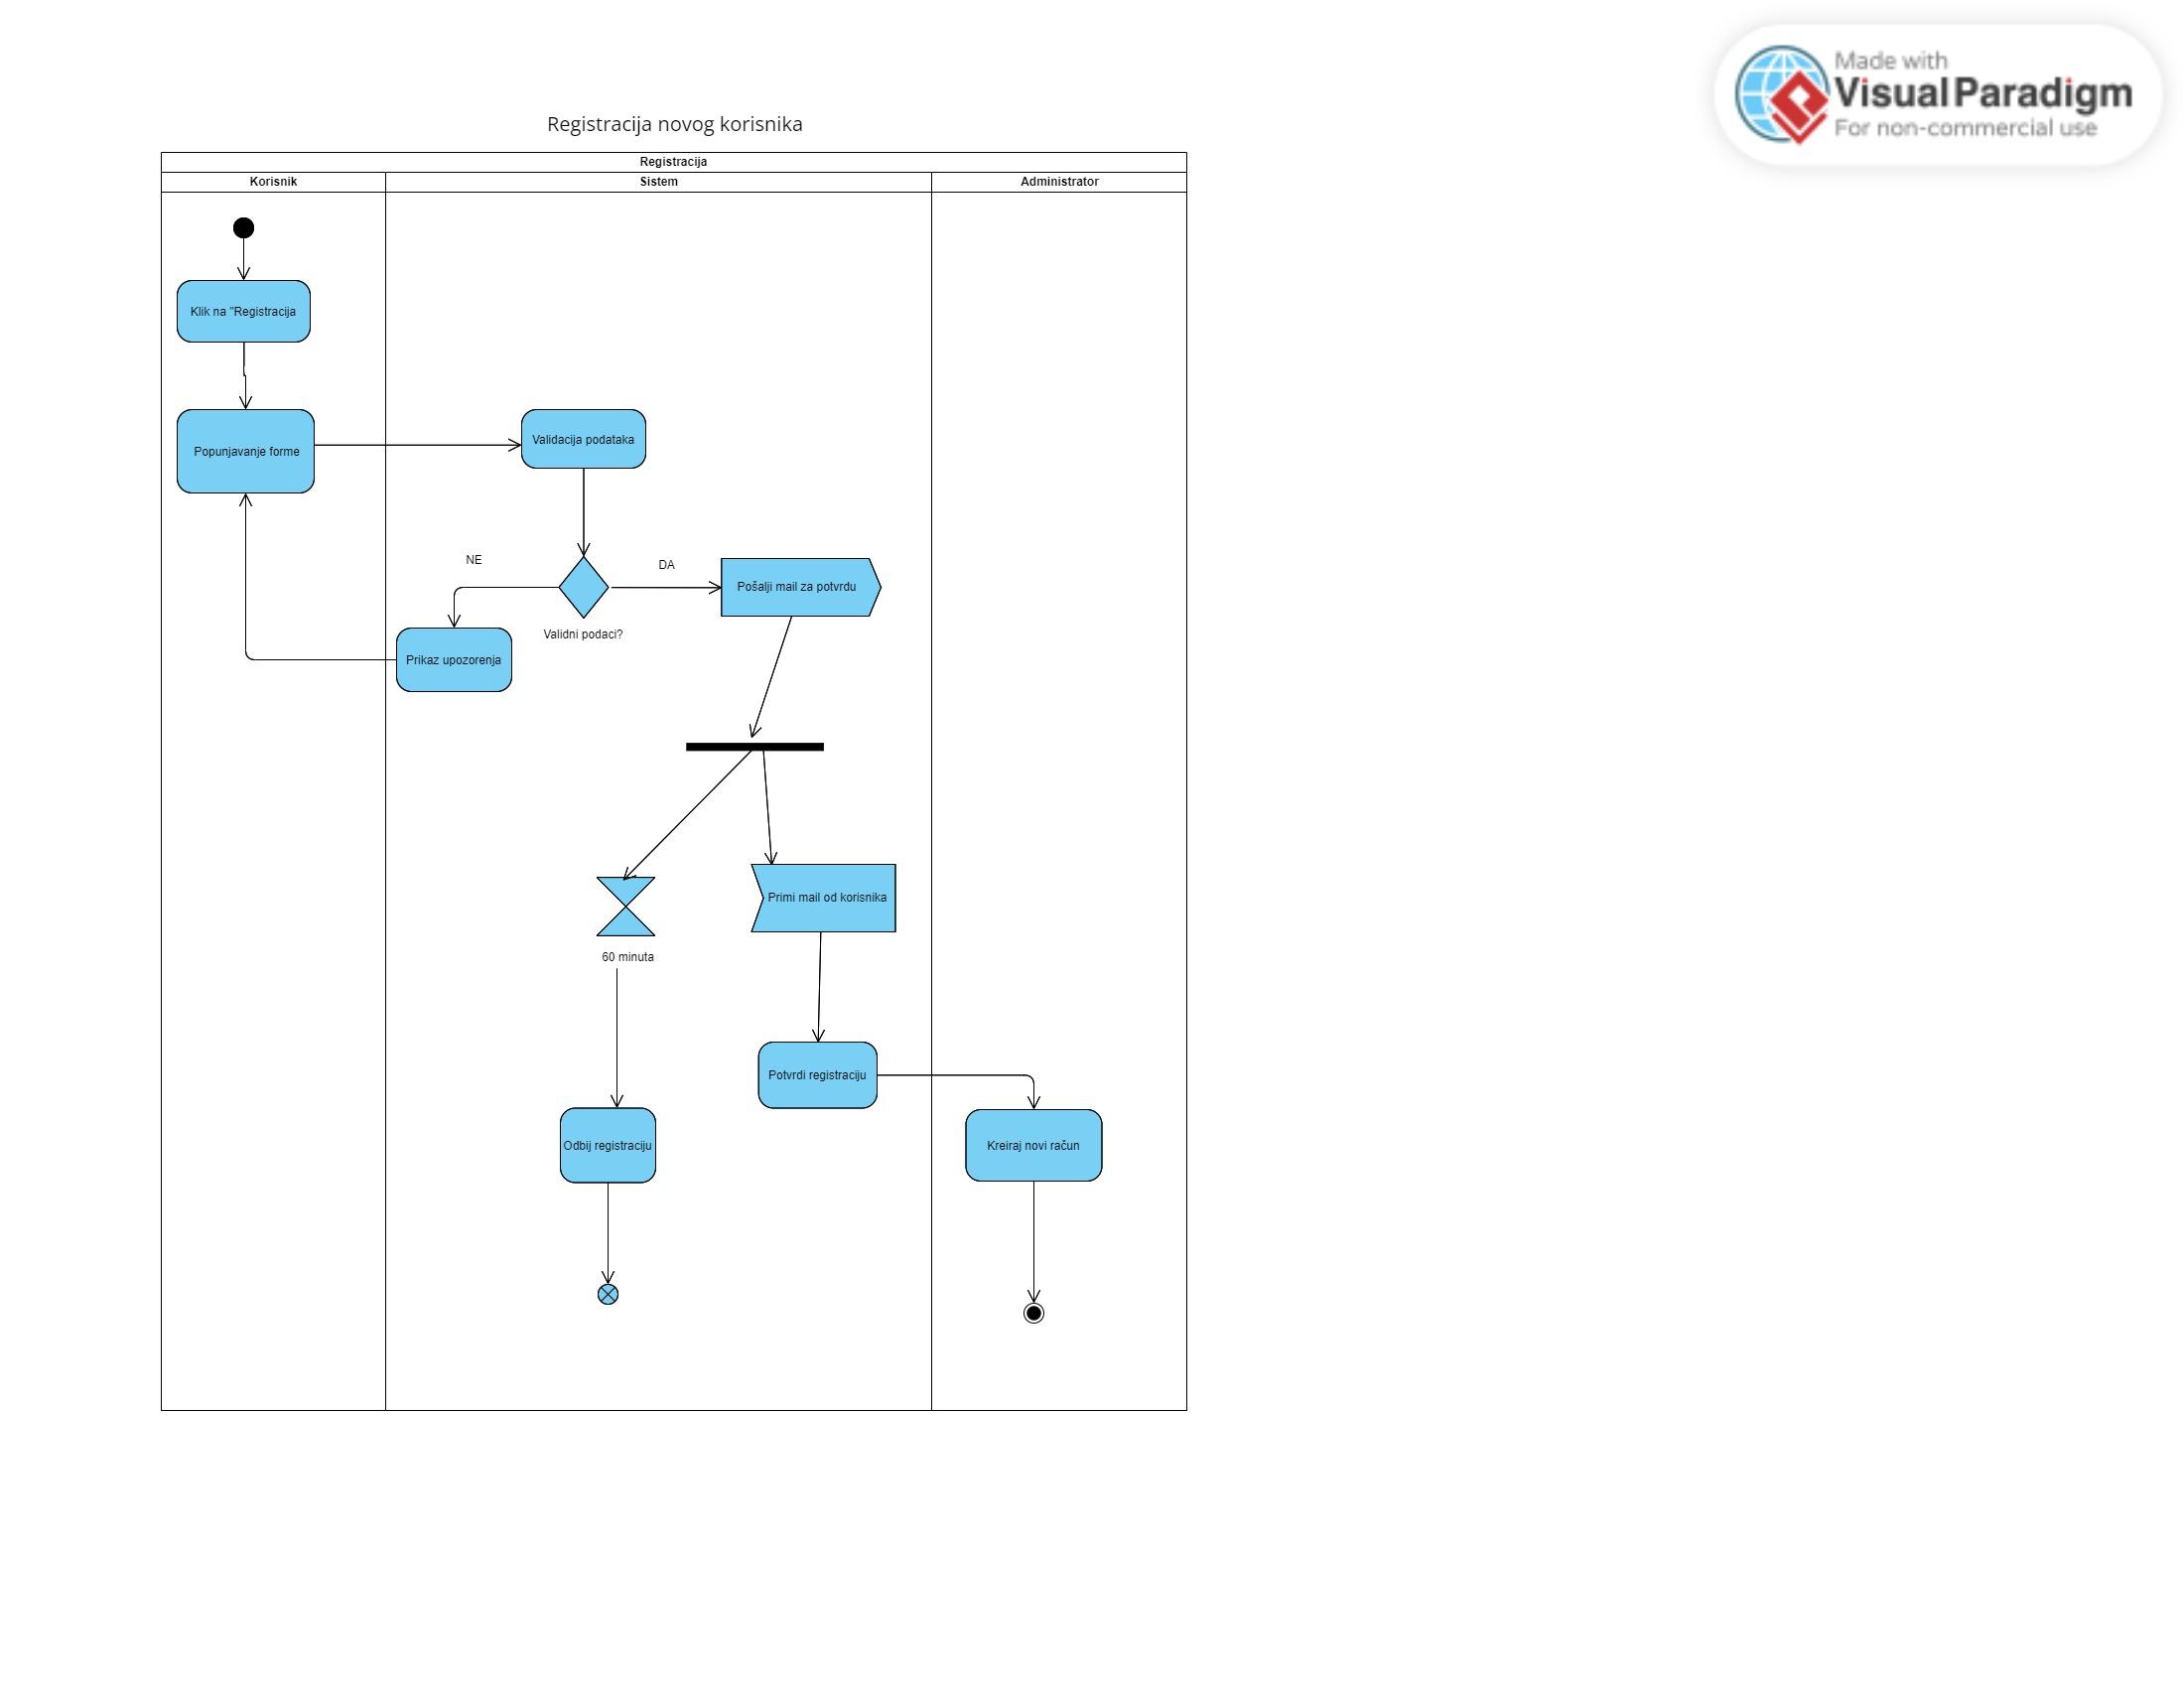 Made with
Visual Paradigm
For non-commercial use
Registracija novog korisnika
Registracija
Korisnik
Sistem
Administrator
Klik na "Registracija
Popunjavanje forme
Validacija podataka
NE
DA
Pošalji mail za potvrdu
Validni podaci?
Prikaz upozorenja
Primi mail od korisnika
60 minuta
Potvrdi registraciju
Odbij registraciju
Kreiraj novi račun